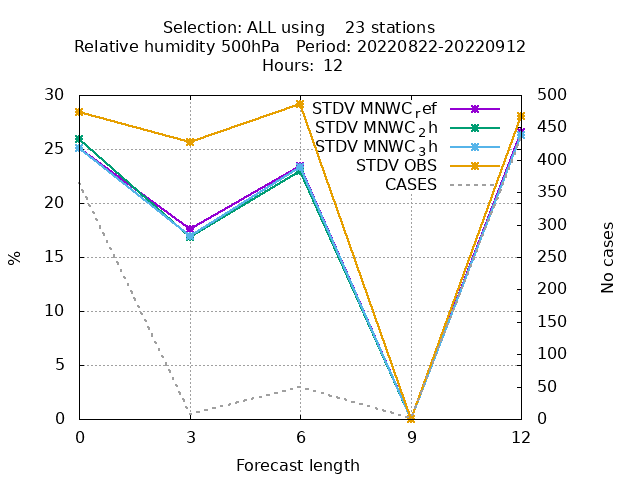 Selection: ALL using    23 stations
Relative humidity 500hPa   Period: 20220822-20220912
Hours:  12
30
25
20
15
10
5
0
500
450
400
350
300
250
200
150
100
50
0
STDV MNWC_ref
STDV MNWC_2h
STDV MNWC_3h
STDV OBS
CASES
%
No cases
0 3 6 9 12
Forecast length